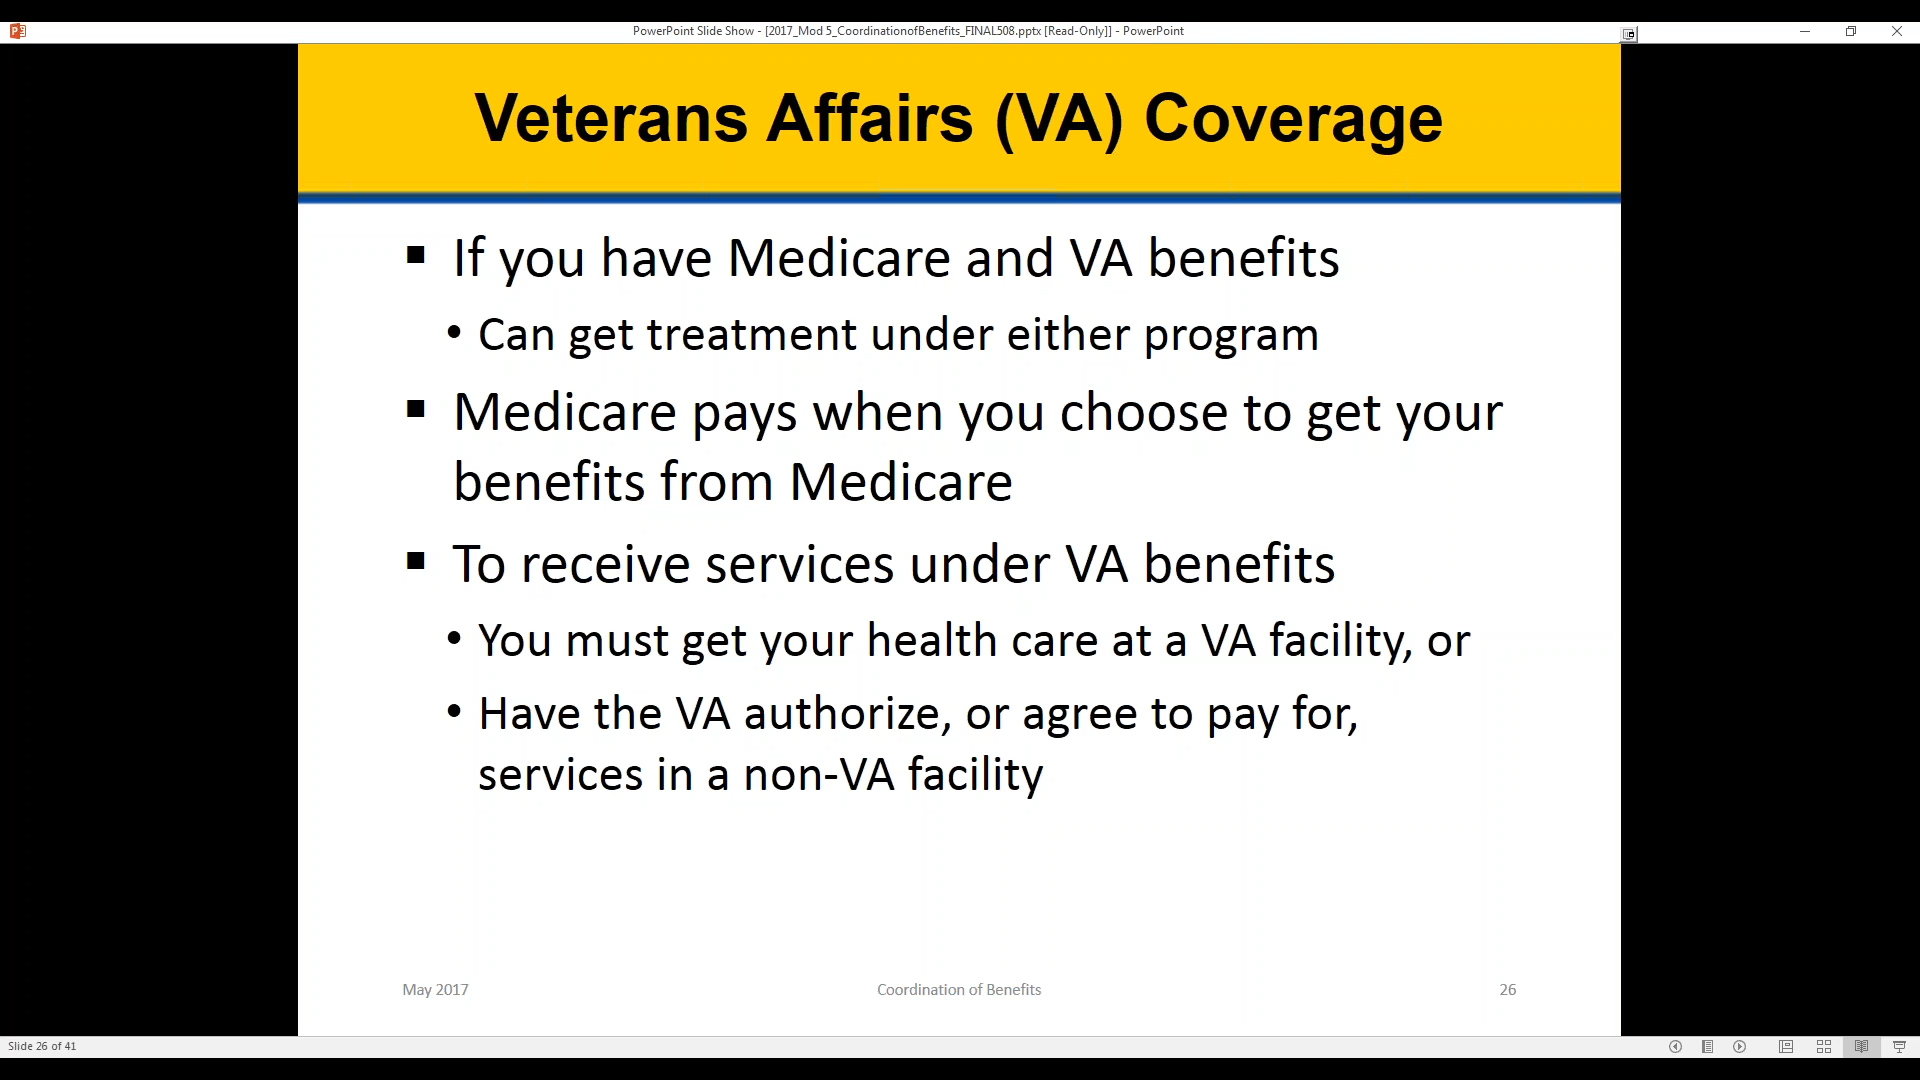 PowerPoint Slide Show - [2017_Mod 5_CoordinationofBenefits_FINAL508.pptx [Read-Only]] - PowerPoint
Veterans Affairs (VA) Coverage
▪ If you have Medicare and VA benefits
• Can get treatment under either program
▪ Medicare pays when you choose to get your
benefits from Medicare
▪ To receive services under VA benefits
• You must get your health care at a VA facility, or
• Have the VA authorize, or agree to pay for,
services in a non-VA facility
May 2017
Coordination of Benefits
26
Slide 26 of 41